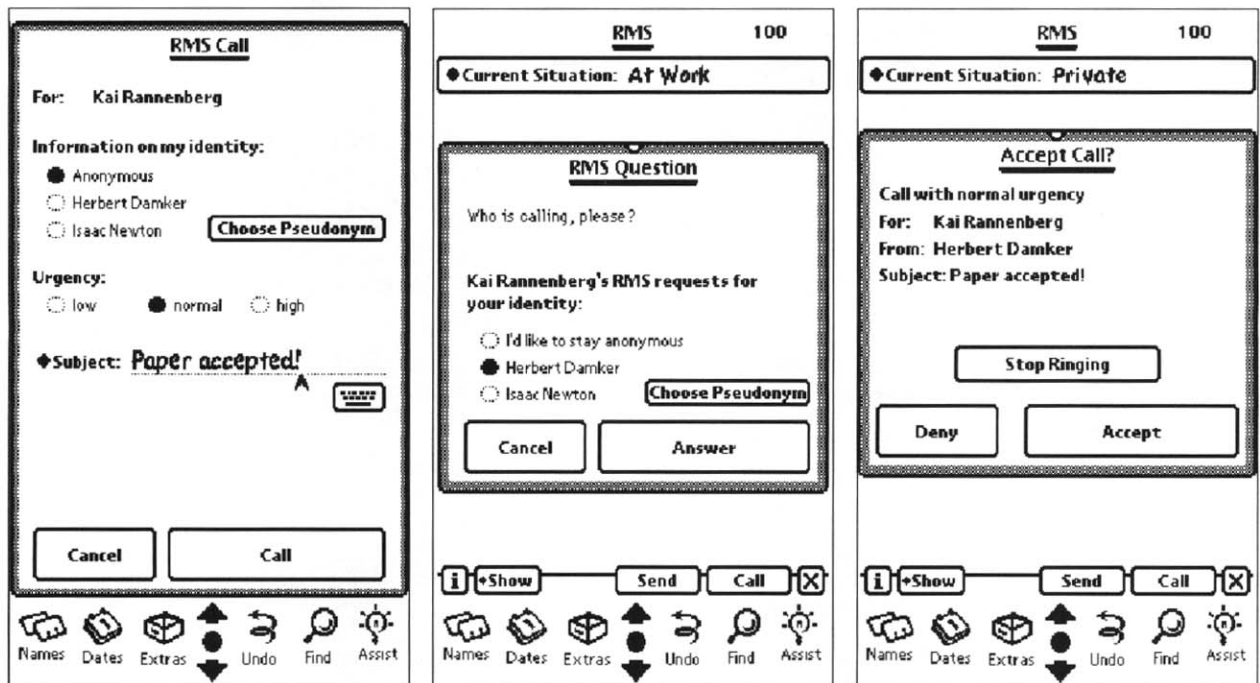 RMS Call
For: Kai Rannenberg
Information on my identity:
Anonymous
Herbert Damker
Isaac Newton Choose Pseudonym
Urgency:
low normal high
◆Subject: Paper accepted!
Cancel Call
Names Dates Extras Undo Find Assist
RMS 100
◆Current Situation: At Work
RMS Question
Who is calling, please?
Kai Rannenberg's RMS requests for
your identity:
I'd like to stay anonymous
Herbert Damker
Isaac Newton Choose Pseudonym
Cancel Answer
i ◆Show Send Call X
Names Dates Extras Undo Find Assist
RMS 100
◆Current Situation: Private
Accept Call?
Call with normal urgency
For: Kai Rannenberg
From: Herbert Damker
Subject: Paper accepted!
Stop Ringing
Deny Accept
i ◆Show Send Call X
Names Dates Extras Undo Find Assist